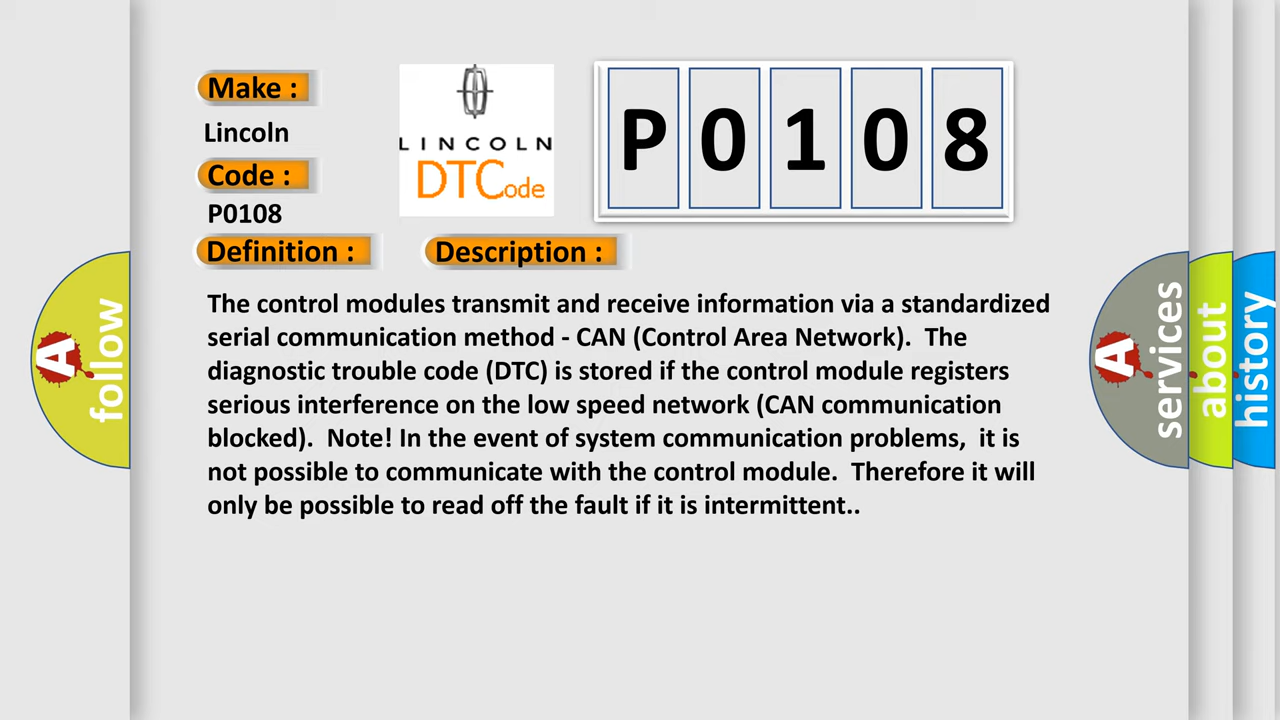 Make :
Lincoln
Code :
P0108
LINCOLN
DTCode
P0108
Definition :
Description :
The control modules transmit and receive information via a standardized
serial communication method - CAN (Control Area Network).  The
diagnostic trouble code (DTC) is stored if the control module registers
serious interference on the low speed network (CAN communication
blocked).  Note! In the event of system communication problems,  it is
not possible to communicate with the control module.  Therefore it will
only be possible to read off the fault if it is intermittent..
A
follow
A
services
about
history